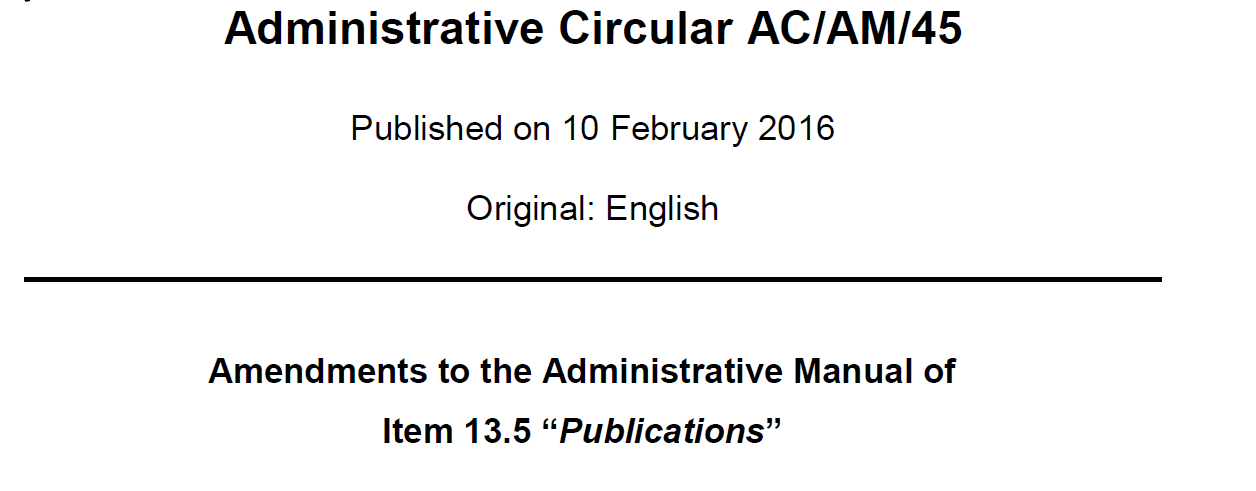 Administrative Circular AC/AM/45
Published on 10 February 2016
Original: English
Amendments to the Administrative Manual of
Item 13.5 “Publications”